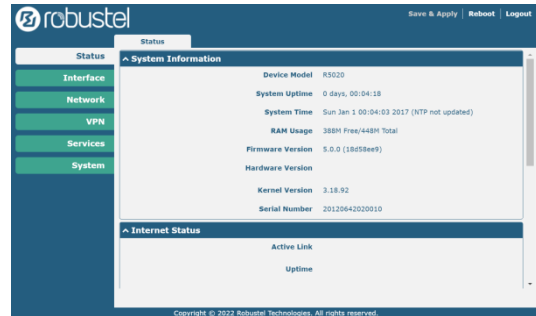 robustel
Save & Apply | Reboot | Logout
Status
Status
Interface
Network
VPN
Services
System
System Information
Device Model R5020
System Uptime 0 days, 00:04:18
System Time Sun Jan 1 00:04:03 2017 (NTP not updated)
RAM Usage 388M Free/448M Total
Firmware Version 5.0.0 (18d58ee9)
Hardware Version
Kernel Version 3.18.92
Serial Number 20120642020010
Internet Status
Active Link
Uptime
Copyright © 2022 Robustel Technologies. All rights reserved.